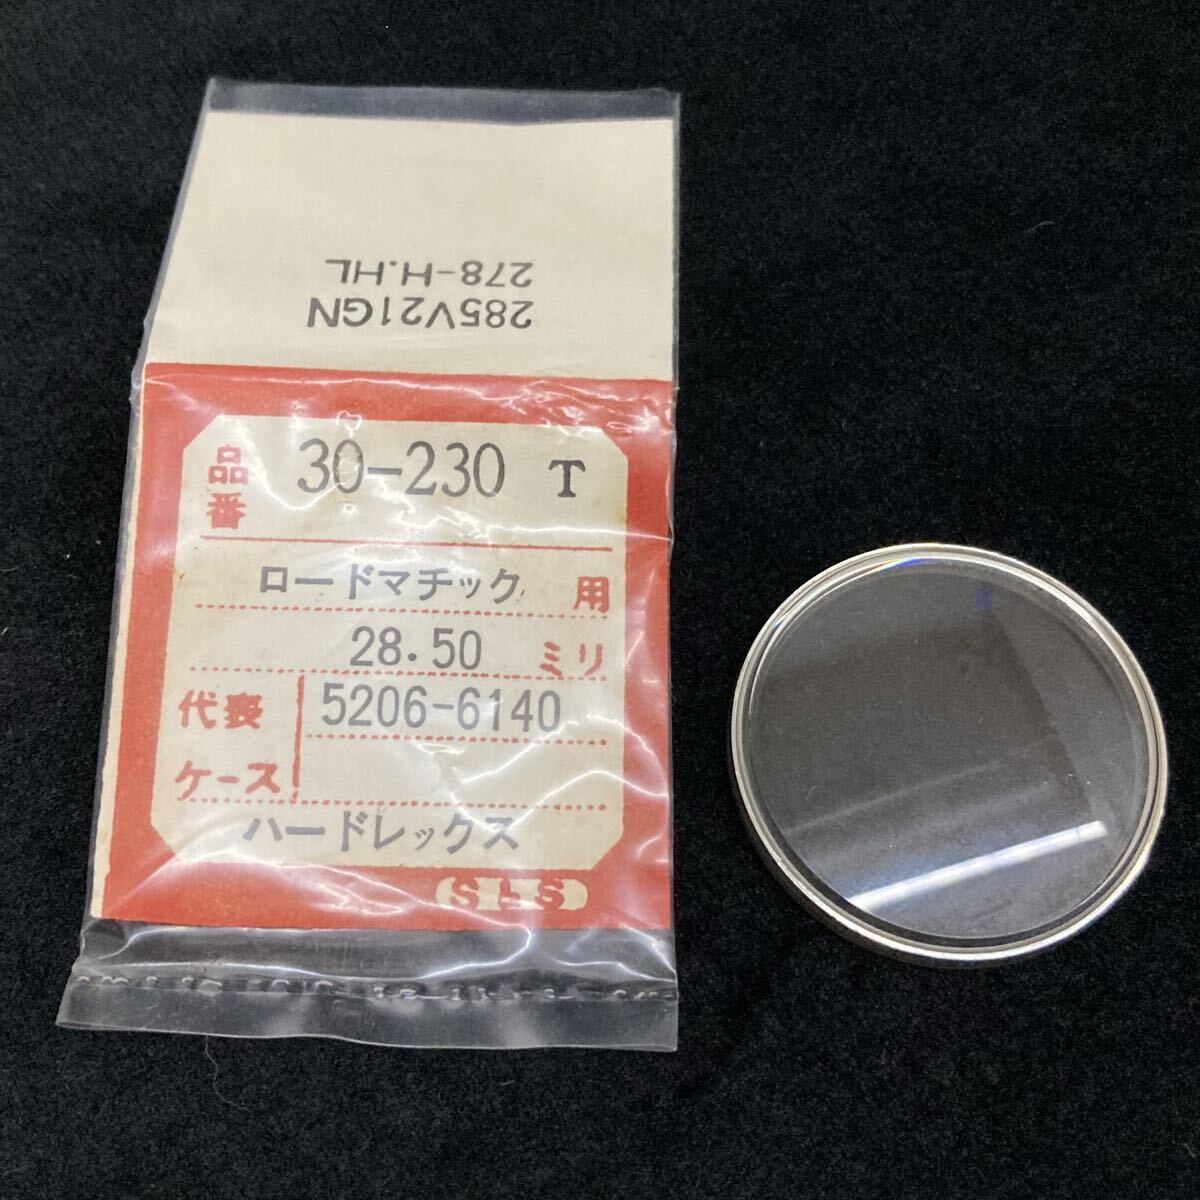 285V21GN
278-H.HL
品番 30-230 T
ロードマチック 用
28.50 ミリ
代表 5206-6140
ケース
ハードレックス
SLS